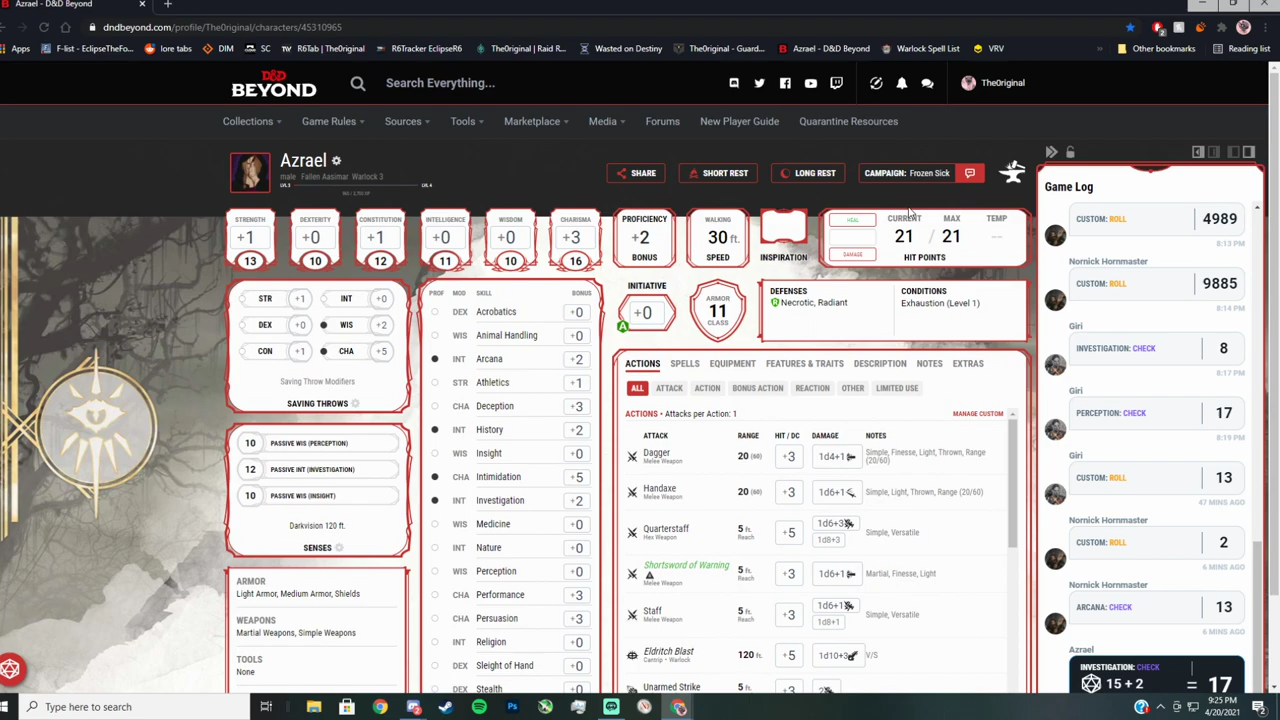 Azrael - D&D Beyond
dndbeyond.com/profile/The0riginal/characters/45310965
Apps
F-list - EclipseTheFo...
lore tabs
DIM
SC
R6Tab | The0riginal
R6Tracker EclipseR6
The0riginal | Raid R...
Wasted on Destiny
The0riginal - Guard...
Azrael - D&D Beyond
Warlock Spell List
VRV
Other bookmarks
Reading list
D&D
BEYOND
Search Everything...
The0riginal
Collections
Game Rules
Sources
Tools
Marketplace
Media
Forums
New Player Guide
Quarantine Resources
Azrael
male Fallen Aasimar Warlock 3
LVL 3
LVL 4
SHARE
SHORT REST
LONG REST
CAMPAIGN: Frozen Sick
STRENGTH
+1
13
DEXTERITY
+0
10
CONSTITUTION
+1
12
INTELLIGENCE
+0
11
WISDOM
+0
10
CHARISMA
+3
16
PROFICIENCY
+2
BONUS
WALKING
30 ft.
SPEED
INSPIRATION
HEAL
DAMAGE
CURRENT
MAX
TEMP
21 / 21 --
HIT POINTS
STR +1
INT +0
DEX +0
WIS +2
CON +1
CHA +5
Saving Throw Modifiers
SAVING THROWS
10 PASSIVE WIS (PERCEPTION)
12 PASSIVE INT (INVESTIGATION)
10 PASSIVE WIS (INSIGHT)
Darkvision 120 ft.
SENSES
ARMOR
Light Armor, Medium Armor, Shields
WEAPONS
Martial Weapons, Simple Weapons
TOOLS
None
PROF MOD SKILL BONUS
DEX Acrobatics +0
WIS Animal Handling +0
INT Arcana +2
STR Athletics +1
CHA Deception +3
INT History +2
WIS Insight +0
CHA Intimidation +5
INT Investigation +2
WIS Medicine +0
INT Nature +0
WIS Perception +0
CHA Performance +3
CHA Persuasion +3
INT Religion +0
DEX Sleight of Hand +0
DEX Stealth +0
INITIATIVE
+0
A
ARMOR
11
CLASS
DEFENSES
R Necrotic, Radiant
CONDITIONS
Exhaustion (Level 1)
ACTIONS SPELLS EQUIPMENT FEATURES & TRAITS DESCRIPTION NOTES EXTRAS
ALL ATTACK ACTION BONUS ACTION REACTION OTHER LIMITED USE
ACTIONS • Attacks per Action: 1
MANAGE CUSTOM
ATTACK RANGE HIT / DC DAMAGE NOTES
Dagger
Melee Weapon
20 (60) +3 1d4+1
Simple, Finesse, Light, Thrown, Range
(20/60)
Handaxe
Melee Weapon
20 (60) +3 1d6+1 Simple, Light, Thrown, Range (20/60)
Quarterstaff
Hex Weapon
5 ft.
Reach
+5
1d6+3
1d8+3
Simple, Versatile
Shortsword of Warning
Melee Weapon
5 ft.
Reach
+3 1d6+1 Martial, Finesse, Light
Staff
Melee Weapon
5 ft.
Reach
+3
1d6+1
1d8+1
Simple, Versatile
Eldritch Blast
Cantrip • Warlock
120 ft. +5 1d10+3 V/S
Unarmed Strike
5 ft.
+3
Game Log
CUSTOM: ROLL 4989
8:13 PM
Nornick Hornmaster
CUSTOM: ROLL 9885
8:14 PM
Giri
INVESTIGATION: CHECK 8
8:17 PM
Giri
PERCEPTION: CHECK 17
8:19 PM
Giri
CUSTOM: ROLL 13
47 MINS AGO
Nornick Hornmaster
CUSTOM: ROLL 2
6 MINS AGO
Nornick Hornmaster
ARCANA: CHECK 13
6 MINS AGO
Azrael
INVESTIGATION: CHECK
15 + 2 = 17
Type here to search
9:25 PM
4/20/2021
2